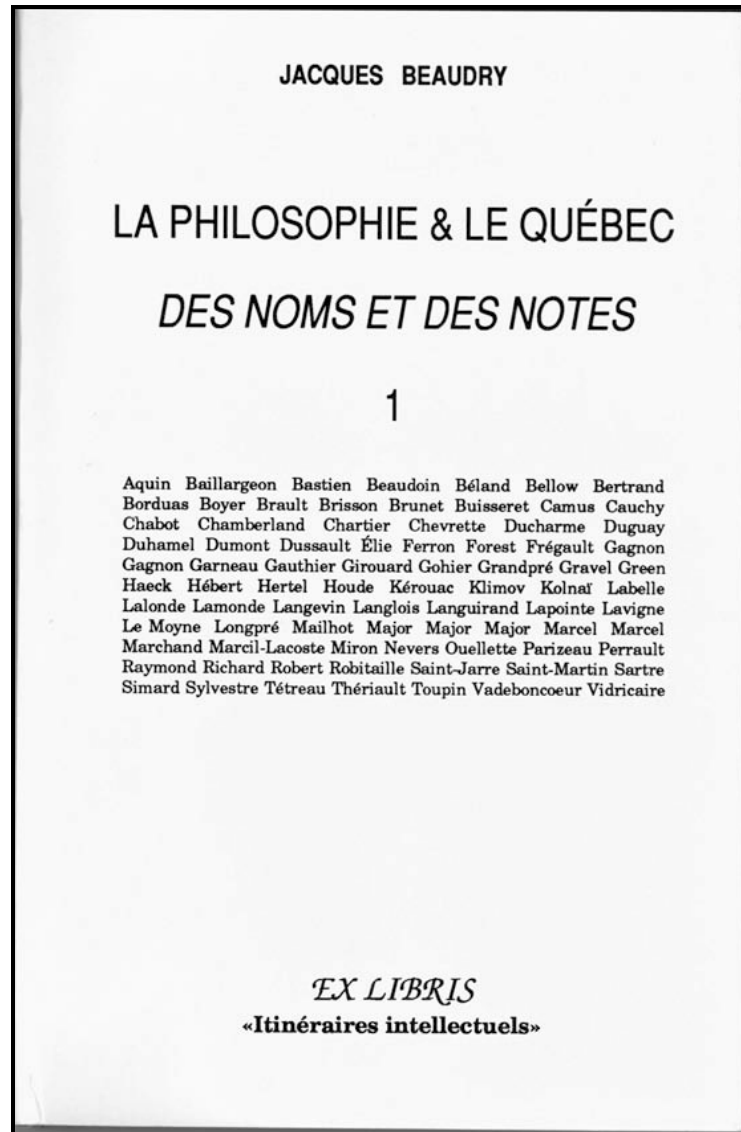 JACQUES BEAUDRY
LA PHILOSOPHIE & LE QUÉBEC
DES NOMS ET DES NOTES
1
Aquin Baillargeon Bastien Beaudoin Béland Bellow Bertrand
Borduas Boyer Brault Brisson Brunet Buisseret Camus Cauchy
Chabot Chamberland Chartier Chevrette Ducharme Duguay
Duhamel Dumont Dussault Élie Ferron Forest Frégault Gagnon
Gagnon Garneau Gauthier Girouard Gohier Grandpré Gravel Green
Haeck Hébert Hertel Houde Kérouac Klimov Kolnaï Labelle
Lalonde Lamonde Langevin Langlois Languirand Lapointe Lavigne
Le Moyne Longpré Mailhot Major Major Major Marcel Marcel
Marchand Marcil-Lacoste Miron Nevers Ouellette Parizeau Perrault
Raymond Richard Robert Robitaille Saint-Jarre Saint-Martin Sartre
Simard Sylvestre Tétreau Thériault Toupin Vadeboncoeur Vidricaire
EX LIBRIS
«Itinéraires intellectuels»